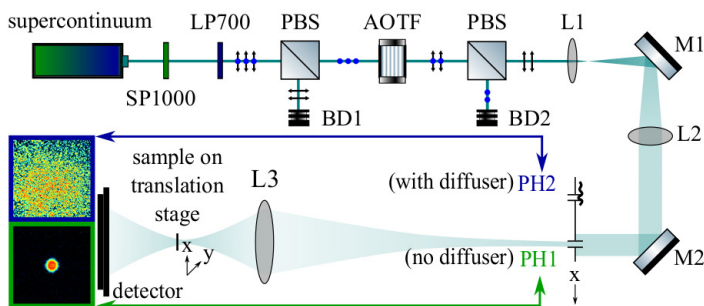 supercontinuum
LP700
PBS
AOTF
PBS
L1
M1
SP1000
BD1
BD2
L2
sample on
translation
stage
L3
(with diffuser) PH2
x
y
(no diffuser) PH1
M2
detector
x